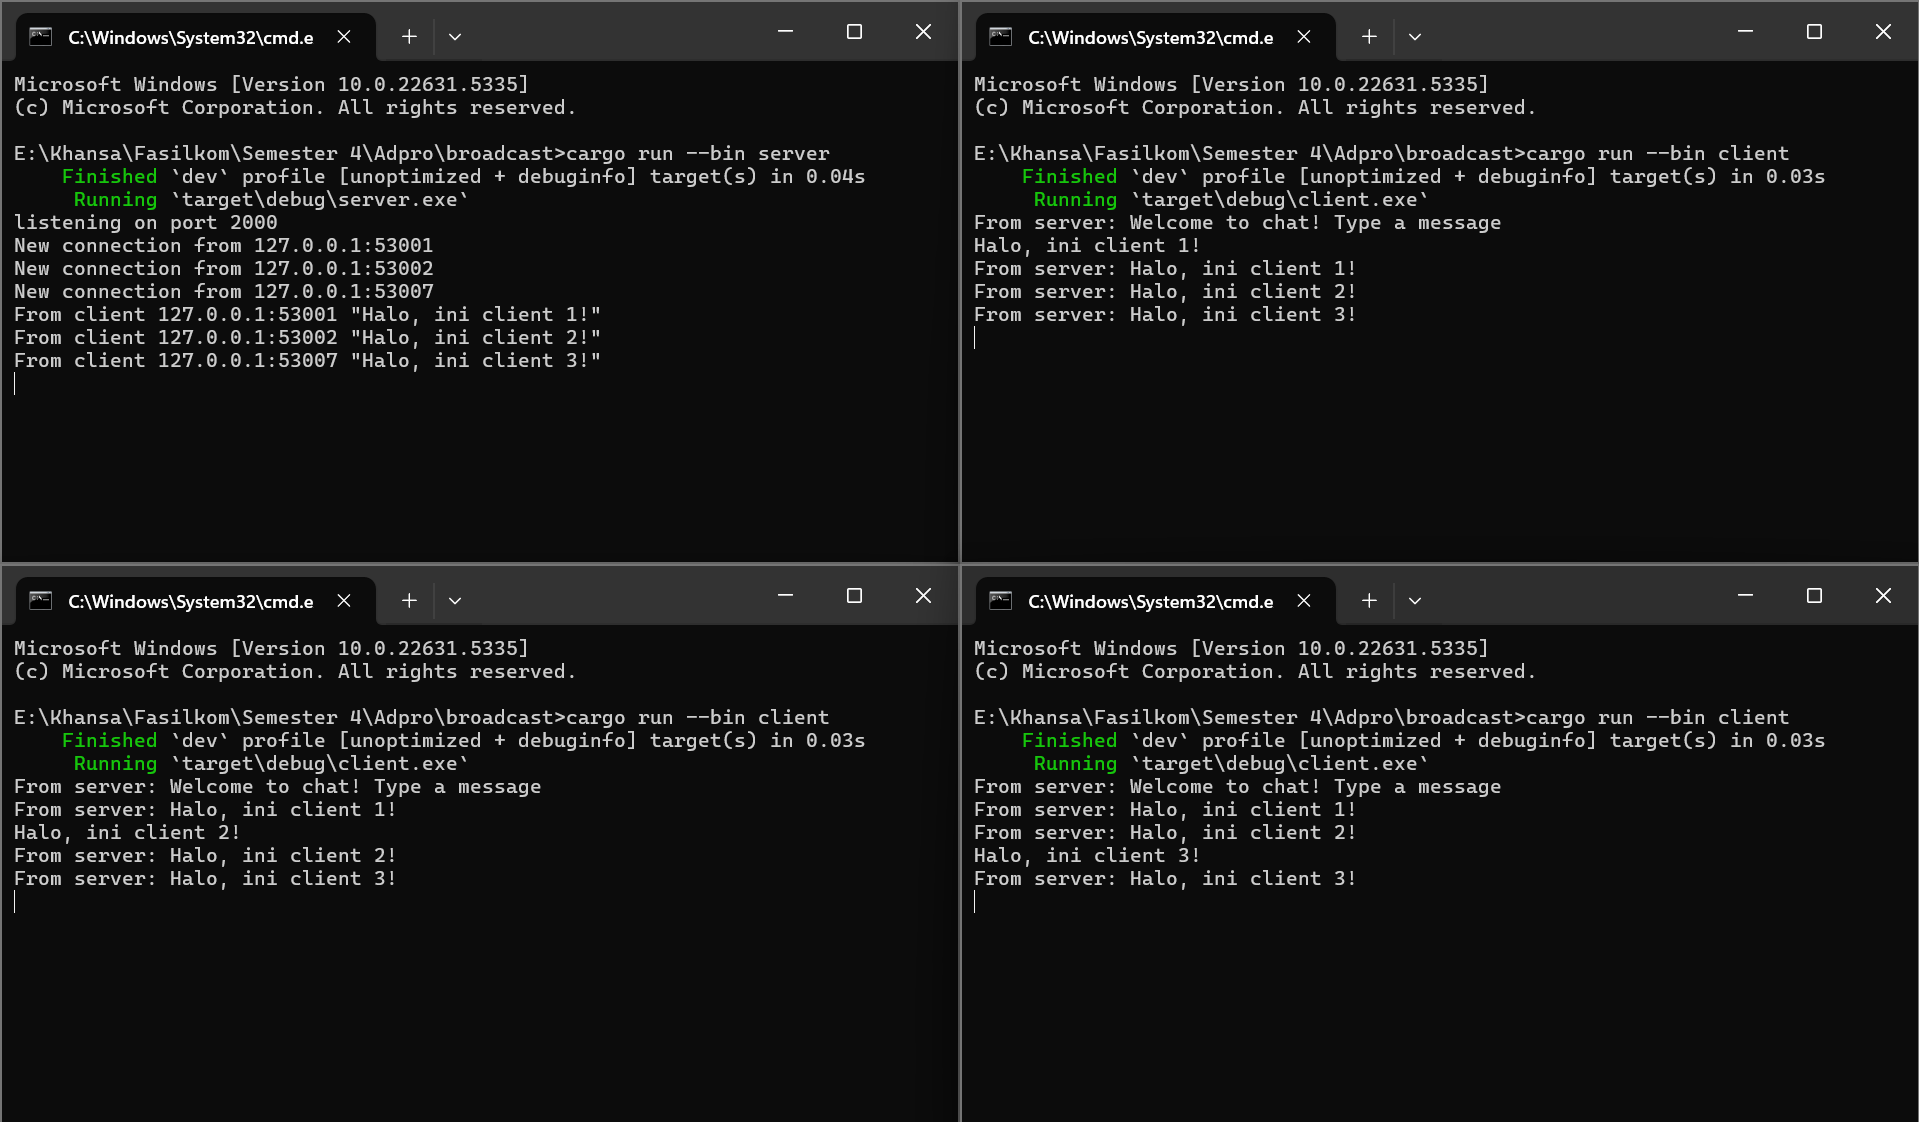 C:\Windows\System32\cmd.e
Microsoft Windows [Version 10.0.22631.5335]
(c) Microsoft Corporation. All rights reserved.
E:\Khansa\Fasilkom\Semester 4\Adpro\broadcast>cargo run --bin server
    Finished `dev` profile [unoptimized + debuginfo] target(s) in 0.04s
     Running `target\debug\server.exe`
listening on port 2000
New connection from 127.0.0.1:53001
New connection from 127.0.0.1:53002
New connection from 127.0.0.1:53007
From client 127.0.0.1:53001 "Halo, ini client 1!"
From client 127.0.0.1:53002 "Halo, ini client 2!"
From client 127.0.0.1:53007 "Halo, ini client 3!"
C:\Windows\System32\cmd.e
Microsoft Windows [Version 10.0.22631.5335]
(c) Microsoft Corporation. All rights reserved.
E:\Khansa\Fasilkom\Semester 4\Adpro\broadcast>cargo run --bin client
    Finished `dev` profile [unoptimized + debuginfo] target(s) in 0.03s
     Running `target\debug\client.exe`
From server: Welcome to chat! Type a message
Halo, ini client 1!
From server: Halo, ini client 1!
From server: Halo, ini client 2!
From server: Halo, ini client 3!
C:\Windows\System32\cmd.e
Microsoft Windows [Version 10.0.22631.5335]
(c) Microsoft Corporation. All rights reserved.
E:\Khansa\Fasilkom\Semester 4\Adpro\broadcast>cargo run --bin client
    Finished `dev` profile [unoptimized + debuginfo] target(s) in 0.03s
     Running `target\debug\client.exe`
From server: Welcome to chat! Type a message
From server: Halo, ini client 1!
Halo, ini client 2!
From server: Halo, ini client 2!
From server: Halo, ini client 3!
C:\Windows\System32\cmd.e
Microsoft Windows [Version 10.0.22631.5335]
(c) Microsoft Corporation. All rights reserved.
E:\Khansa\Fasilkom\Semester 4\Adpro\broadcast>cargo run --bin client
    Finished `dev` profile [unoptimized + debuginfo] target(s) in 0.03s
     Running `target\debug\client.exe`
From server: Welcome to chat! Type a message
From server: Halo, ini client 1!
From server: Halo, ini client 2!
Halo, ini client 3!
From server: Halo, ini client 3!